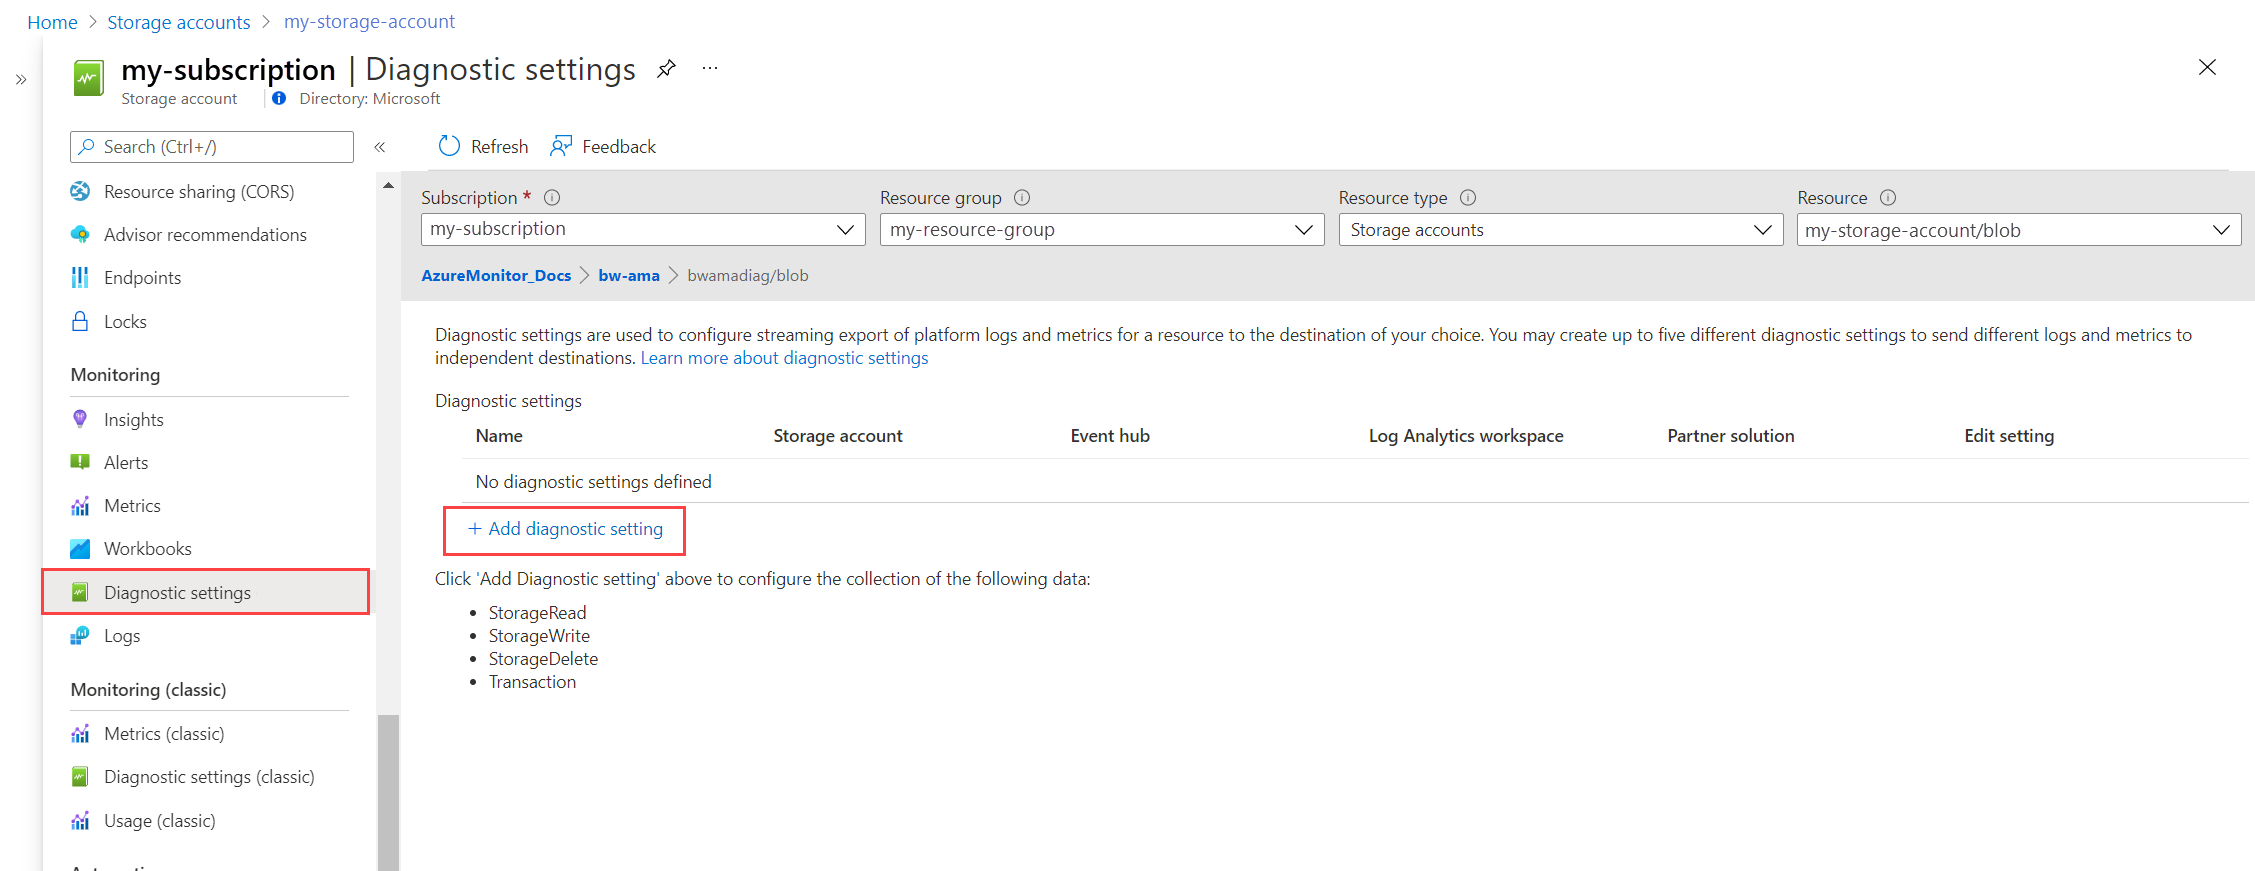 Home > Storage accounts > my-storage-account
my-subscription | Diagnostic settings ...
Storage account Directory: Microsoft
Search (Ctrl+/)
Resource sharing (CORS)
Advisor recommendations
Endpoints
Locks
Monitoring
Insights
Alerts
Metrics
Workbooks
Diagnostic settings
Logs
Monitoring (classic)
Metrics (classic)
Diagnostic settings (classic)
Usage (classic)
Refresh Feedback
Subscription * Resource group Resource type Resource
my-subscription my-resource-group Storage accounts my-storage-account/blob
AzureMonitor_Docs > bw-ama > bwamadiag/blob
Diagnostic settings are used to configure streaming export of platform logs and metrics for a resource to the destination of your choice. You may create up to five different diagnostic settings to send different logs and metrics to
independent destinations. Learn more about diagnostic settings
Diagnostic settings
Name Storage account Event hub Log Analytics workspace Partner solution Edit setting
No diagnostic settings defined
+ Add diagnostic setting
Click 'Add Diagnostic setting' above to configure the collection of the following data:
• StorageRead
• StorageWrite
• StorageDelete
• Transaction